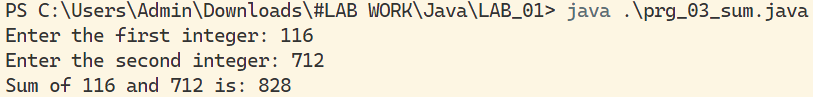 PS C:\Users\Admin\Downloads\#LAB WORK\Java\LAB_01> java .\prg_03_sum.java
Enter the first integer: 116
Enter the second integer: 712
Sum of 116 and 712 is: 828